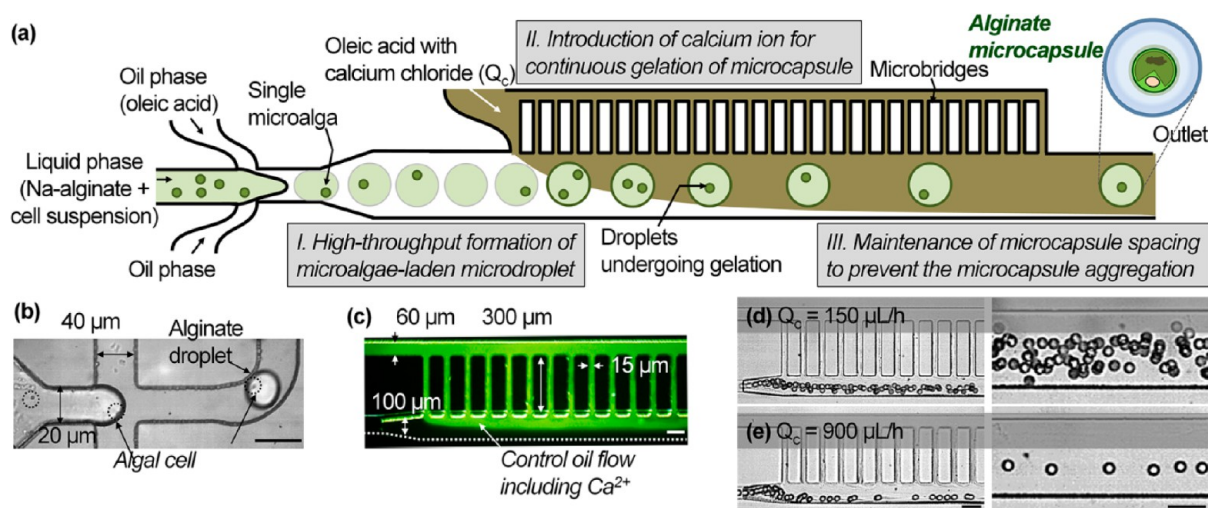 (a)
Oil phase
(oleic acid)
Liquid phase
(Na-alginate +
cell suspension)
Oil phase
Single
microalga
Oleic acid with
calcium chloride (Qc)
II. Introduction of calcium ion for
continuous gelation of microcapsule
Microbridges
Alginate
microcapsule
Outlet
I. High-throughput formation of
microalgae-laden microdroplet
Droplets
undergoing gelation
III. Maintenance of microcapsule spacing
to prevent the microcapsule aggregation
(b)
40 µm
Alginate
droplet
20 µm
Algal cell
(c)
60 µm
300 µm
15 µm
100 µm
Control oil flow
including Ca²⁺
(d) Qc = 150 µL/h
(e) Qc = 900 µL/h